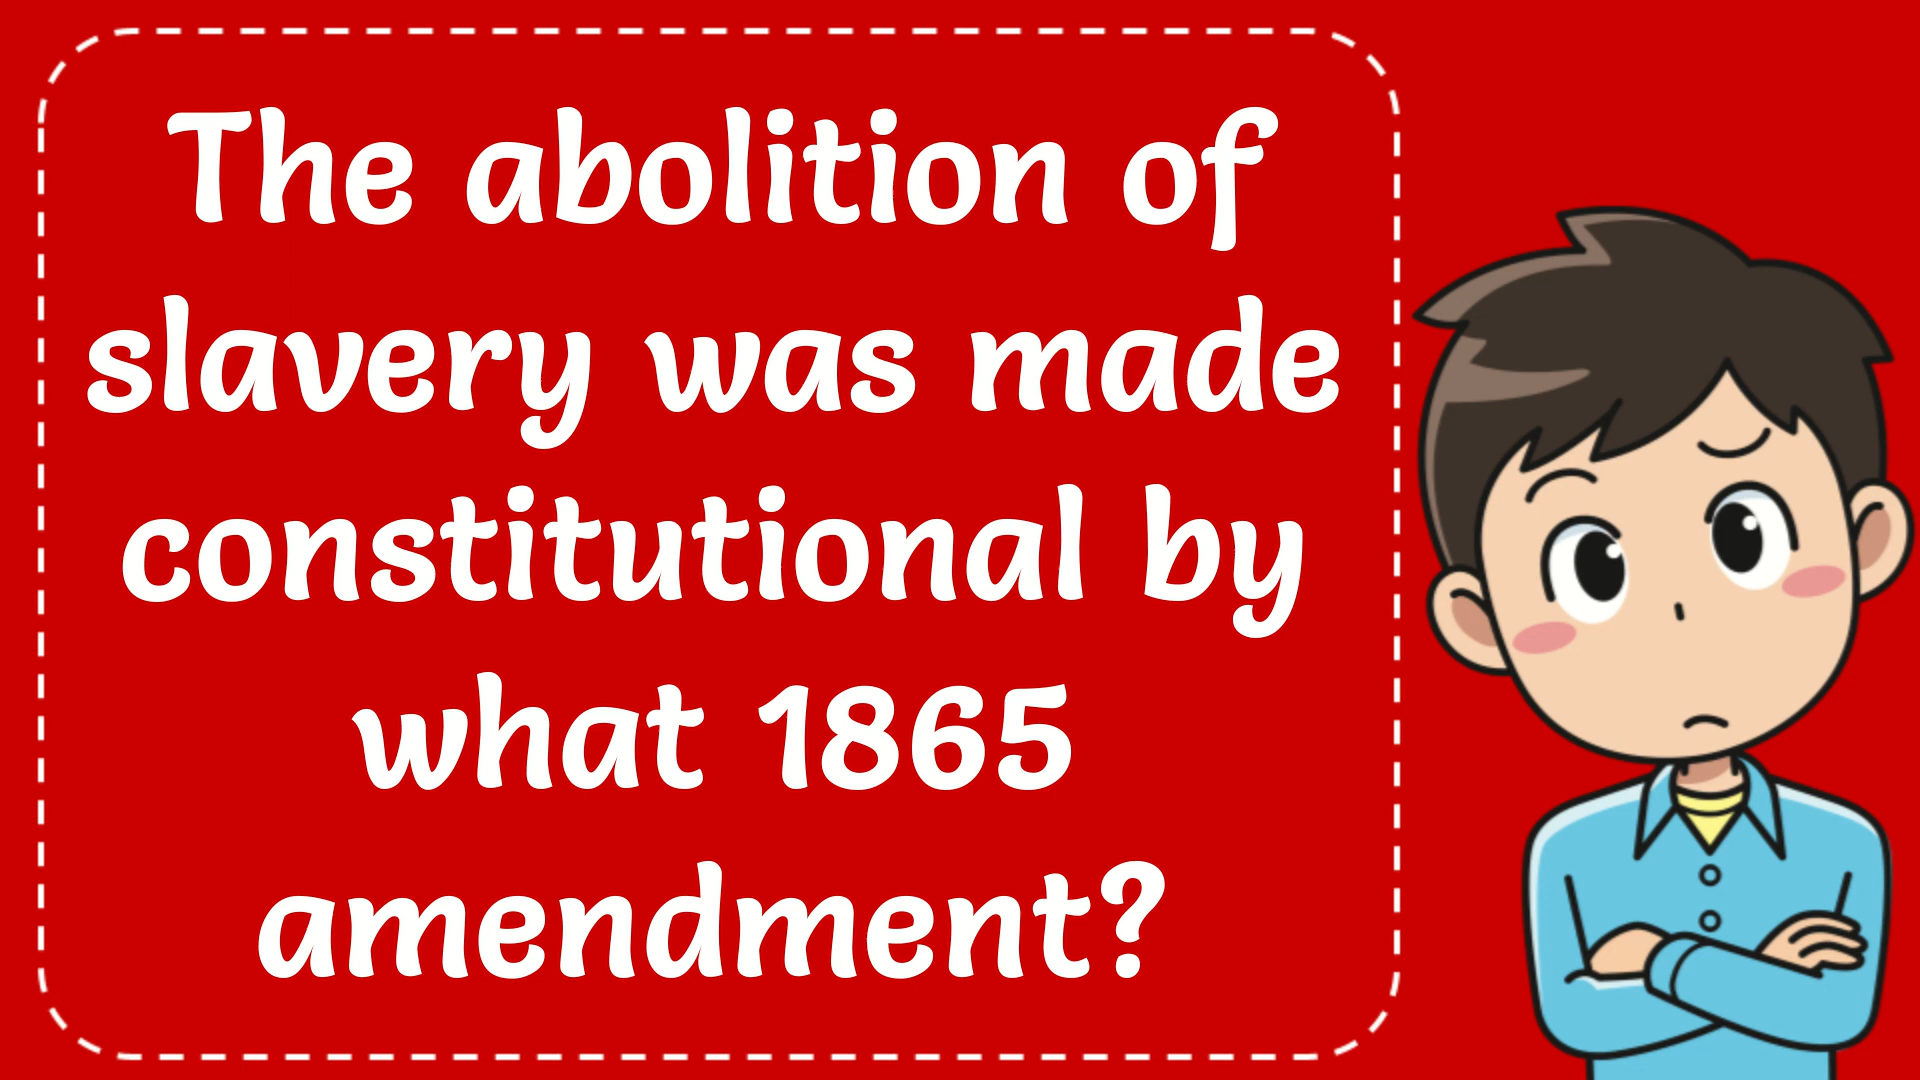 The abolition of
slavery was made
constitutional by
what 1865
amendment?